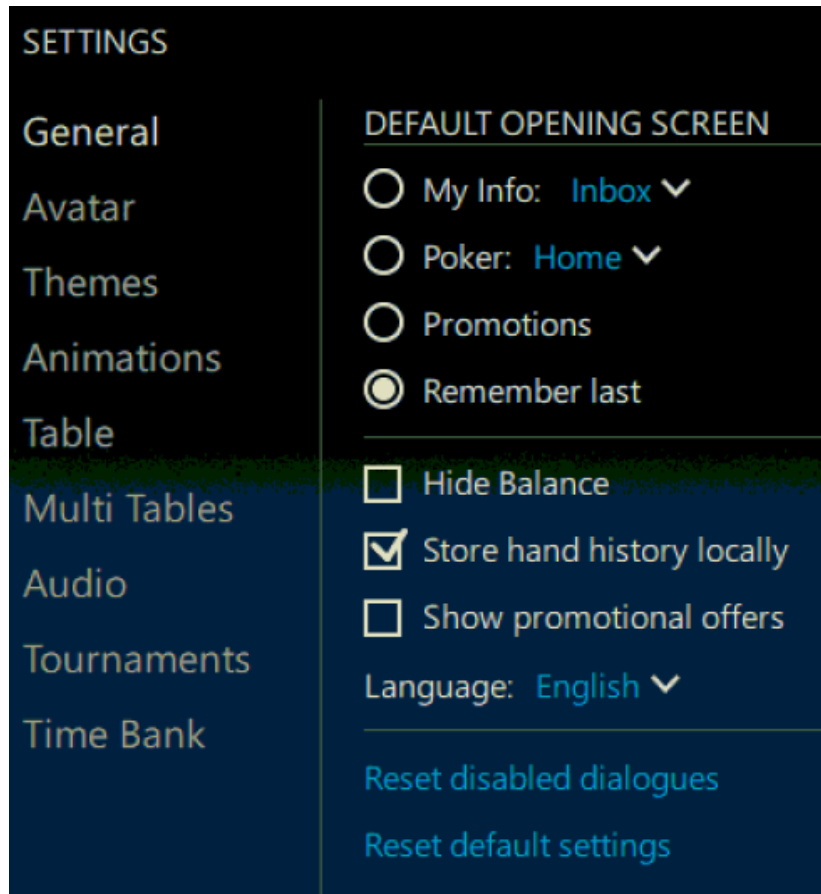 SETTINGS
General
Avatar
Themes
Animations
Table
Multi Tables
Audio
Tournaments
Time Bank
DEFAULT OPENING SCREEN
My Info: Inbox
Poker: Home
Promotions
Remember last
Hide Balance
Store hand history locally
Show promotional offers
Language: English
Reset disabled dialogues
Reset default settings